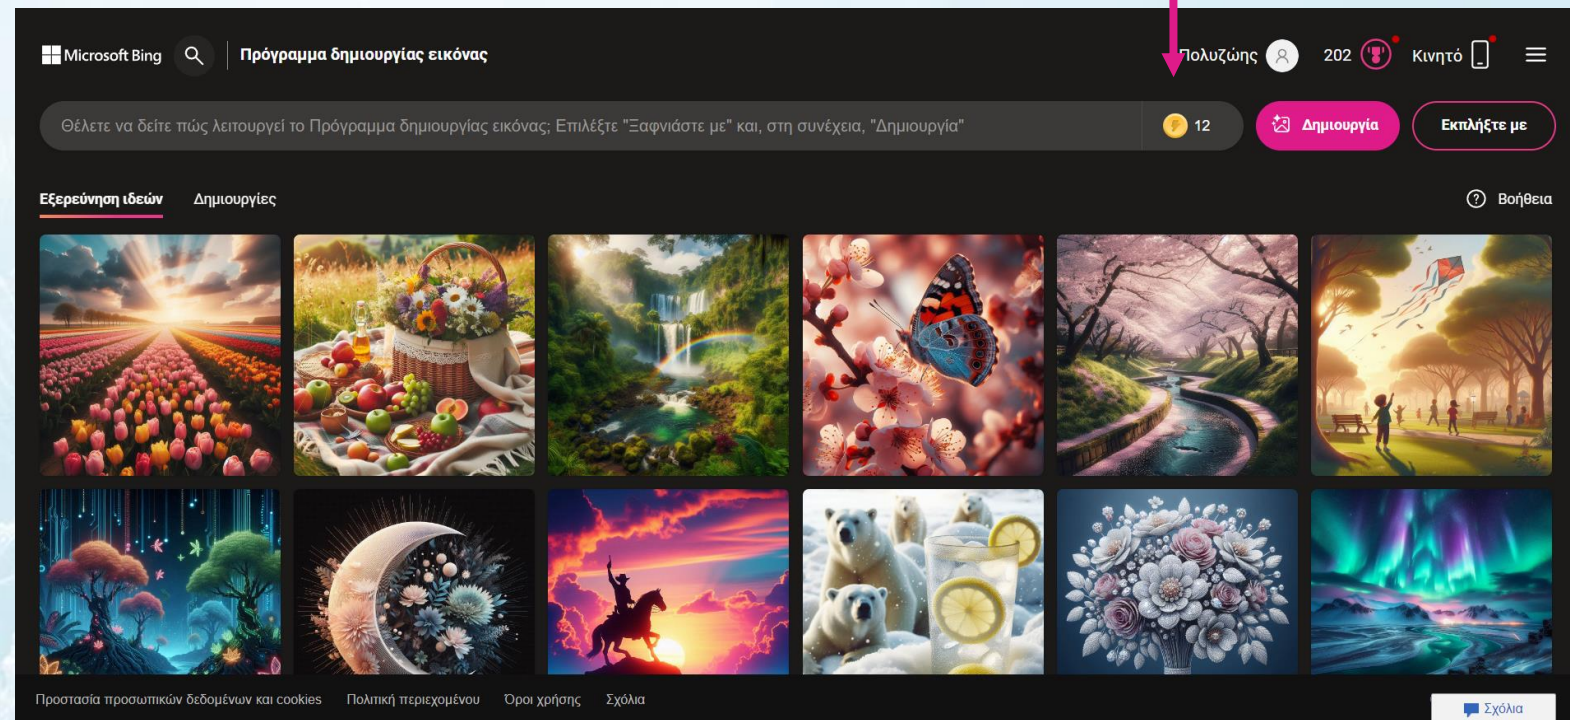 Microsoft Bing
Πρόγραμμα δημιουργίας εικόνας
Πολυζώης
202
Κινητό
Θέλετε να δείτε πώς λειτουργεί το Πρόγραμμα δημιουργίας εικόνας; Επιλέξτε "Ξαφνιάστε με" και, στη συνέχεια, "Δημιουργία"
12
Δημιουργία
Εκπλήξτε με
Εξερεύνηση ιδεών
Δημιουργίες
Βοήθεια
Προστασία προσωπικών δεδομένων και cookies
Πολιτική περιεχομένου
Όροι χρήσης
Σχόλια
Σχόλια